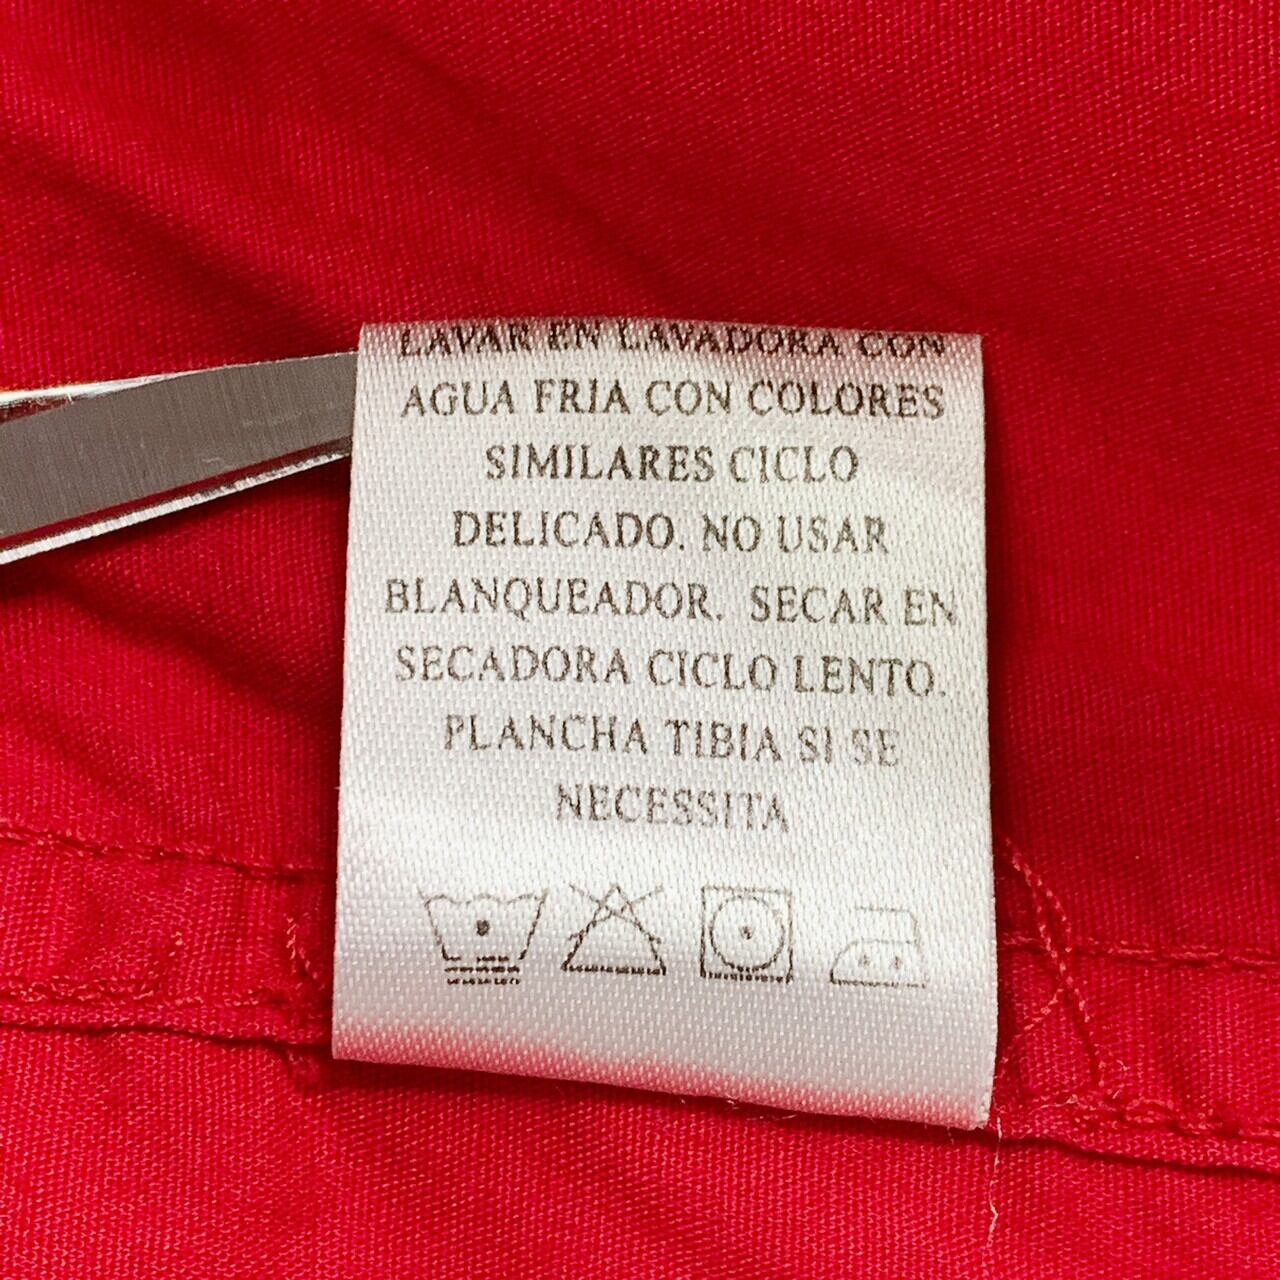 LAVAR EN LAVADORA CON
AGUA FRIA CON COLORES
SIMILARES CICLO
DELICADO. NO USAR
BLANQUEADOR. SECAR EN
SECADORA CICLO LENTO.
PLANCHA TIBIA SI SE
NECESSITA